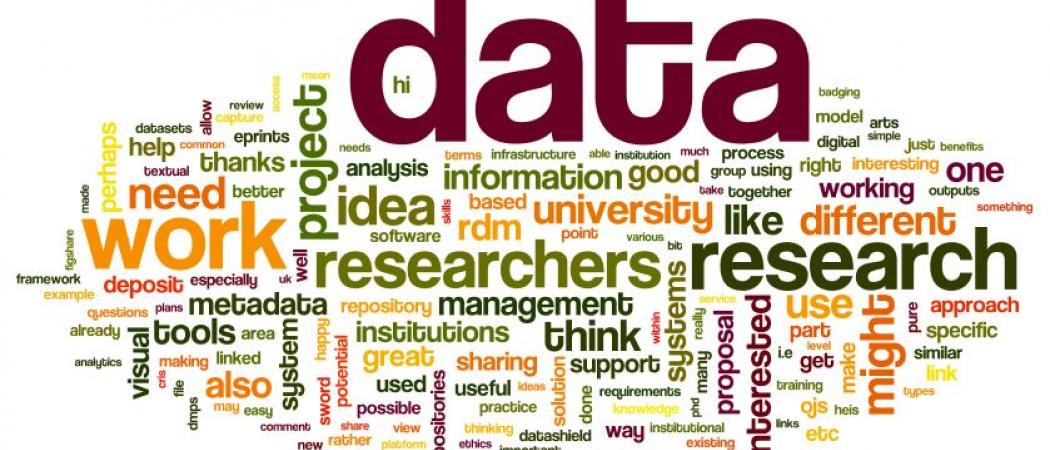 data
hi
mean
access
review
capture
allow
badging
model
arts
datasets
common
eprints
project
needs
digital
simple
just
benefits
perhaps
help
textual
thanks
analysis
terms
infrastructure
able
institution
much
process
group
using
right
interesting
one
made
need
better
information
good
take
together
working
outputs
something
work
idea
skills
based
rdm
university
point
like
different
software
various
bit
research
figshare
well
researchers
framework
example
deposit
especially
uk
systems
questions
plans
metadata
repository
management
service
use
approach
already
visual
tools
area
system
happy
institutions
think
within
really
proposal
interested
part
might
pure
specific
analytics
making
linked
potential
great
sharing
support
many
i.e
level
get
make
similar
link
cris
file
also
sword
used
useful
ideas
solution
done
requirements
phd
training
types
dmps
may
easy
possible
practice
knowledge
ojs
heis
comment
share
view
thinking
datashield
way
institutional
links
etc
new
rather
platform
ethics
existing